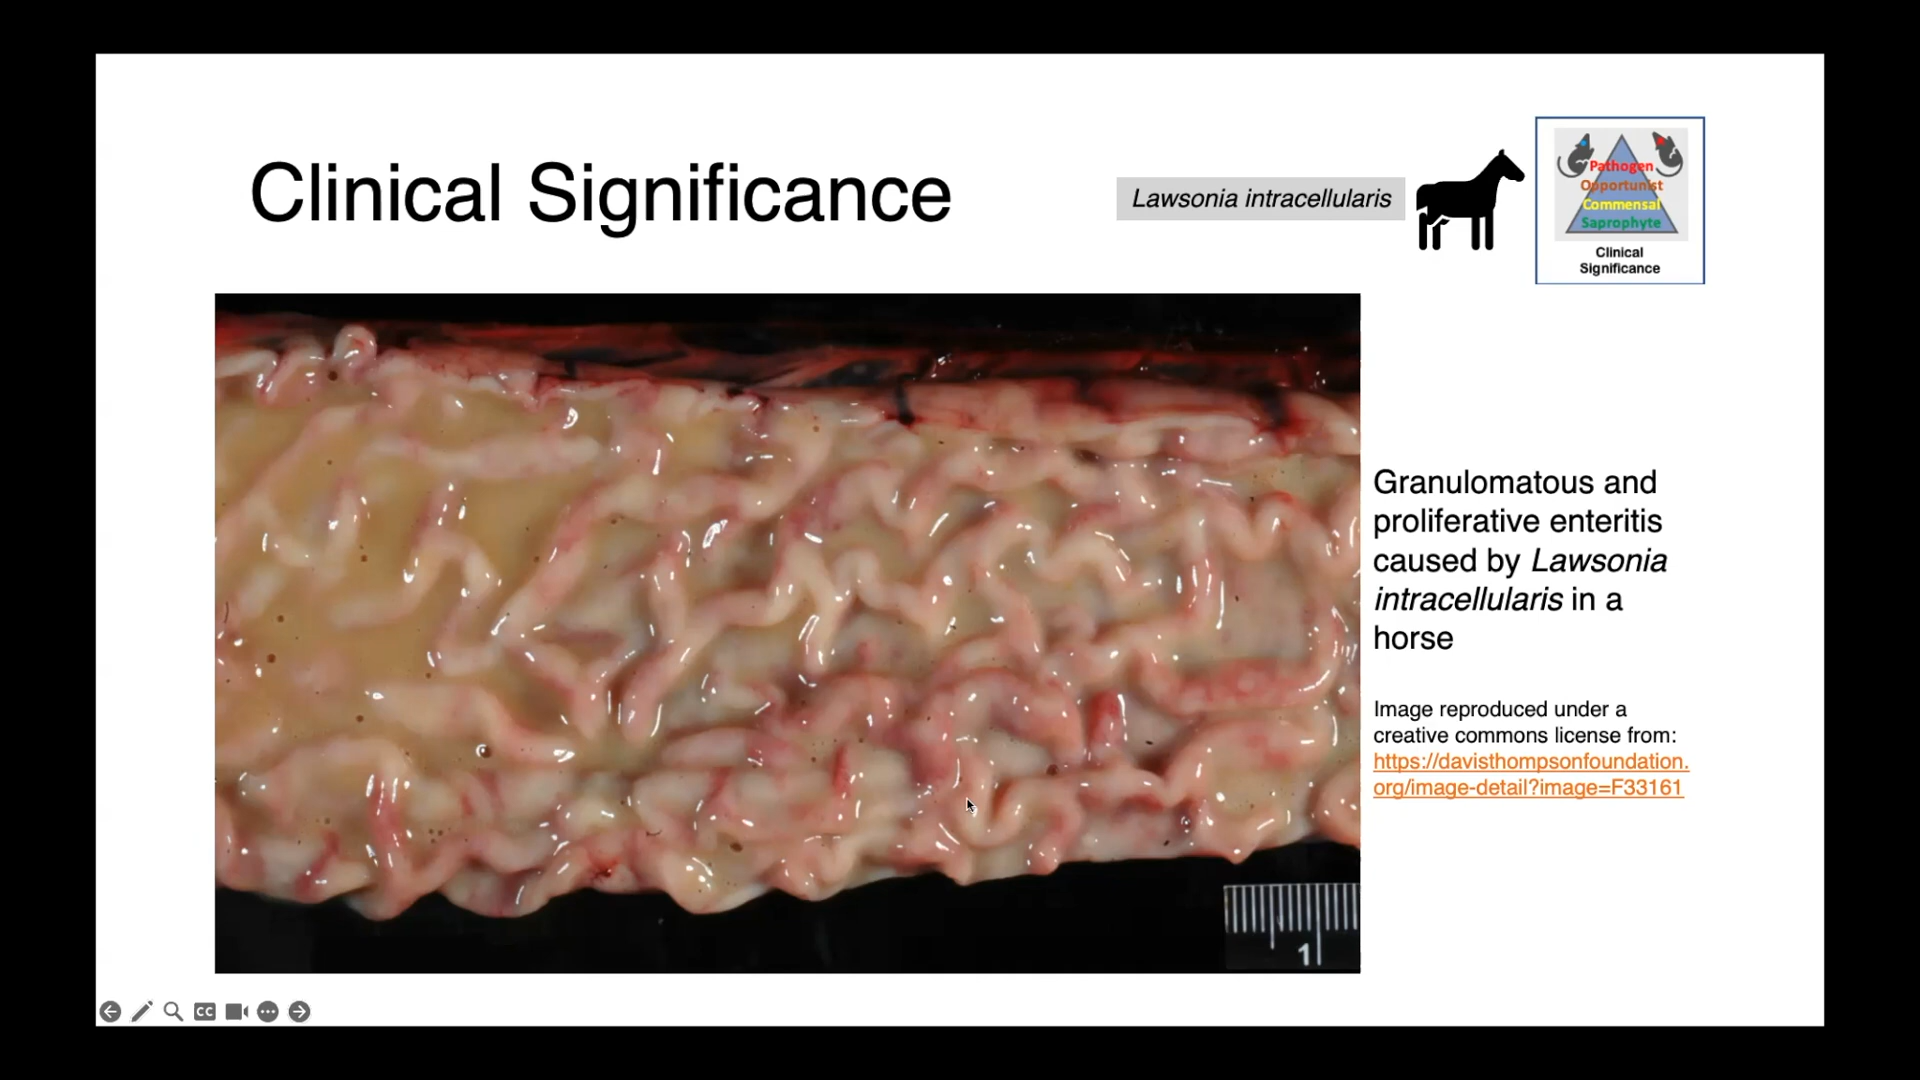 Clinical Significance
Lawsonia intracellularis
Pathogen
Opportunist
Commensal
Saprophyte
Clinical
Significance
Granulomatous and
proliferative enteritis
caused by Lawsonia
intracellularis in a
horse
Image reproduced under a
creative commons license from:
https://davisthompsonfoundation.
org/image-detail?image=F33161
1
CC